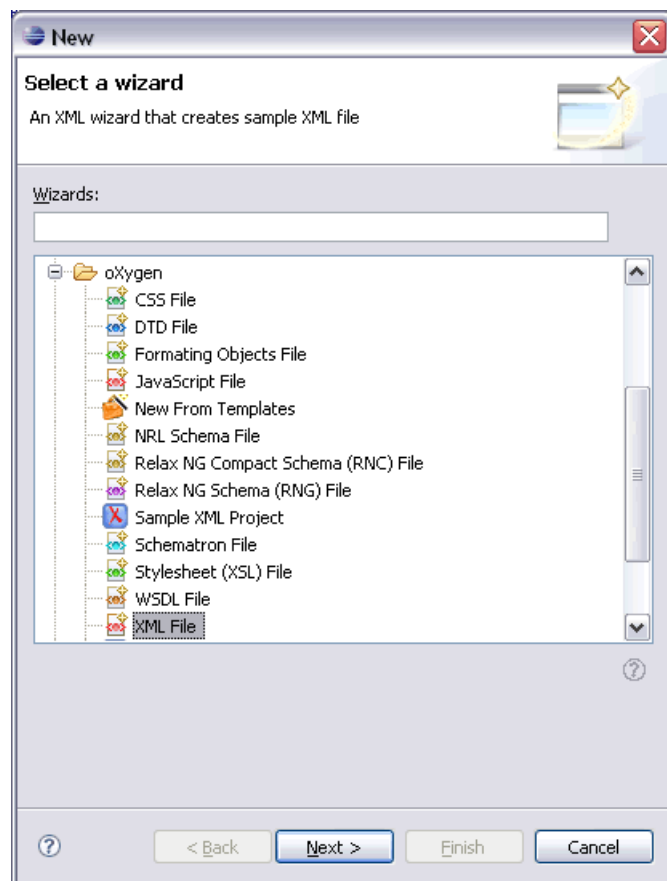 New
Select a wizard
An XML wizard that creates sample XML file
Wizards:
oXygen
CSS File
DTD File
Formating Objects File
JavaScript File
New From Templates
NRL Schema File
Relax NG Compact Schema (RNC) File
Relax NG Schema (RNG) File
Sample XML Project
Schematron File
Stylesheet (XSL) File
WSDL File
XML File
< Back Next > Finish Cancel